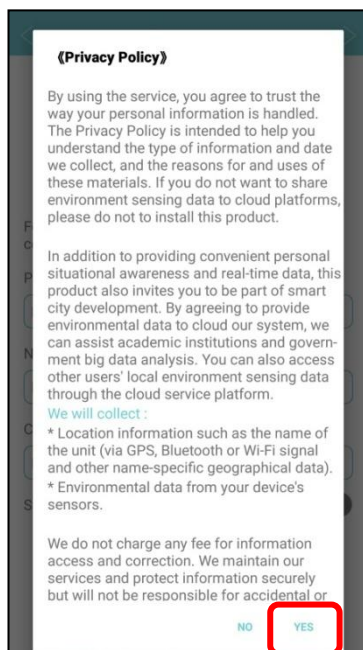 《Privacy Policy》
By using the service, you agree to trust the
way your personal information is handled.
The Privacy Policy is intended to help you
understand the type of information and date
we collect, and the reasons for and uses of
these materials. If you do not want to share
environment sensing data to cloud platforms,
please do not to install this product.
In addition to providing convenient personal
situational awareness and real-time data, this
product also invites you to be part of smart
city development. By agreeing to provide
environmental data to cloud our system, we
can assist academic institutions and govern-
ment big data analysis. You can also access
other users' local environment sensing data
through the cloud service platform.
We will collect :
* Location information such as the name of
the unit (via GPS, Bluetooth or Wi-Fi signal
and other name-specific geographical data).
* Environmental data from your device's
sensors.
We do not charge any fee for information
access and correction. We maintain our
services and protect information securely
but will not be responsible for accidental or
NO YES